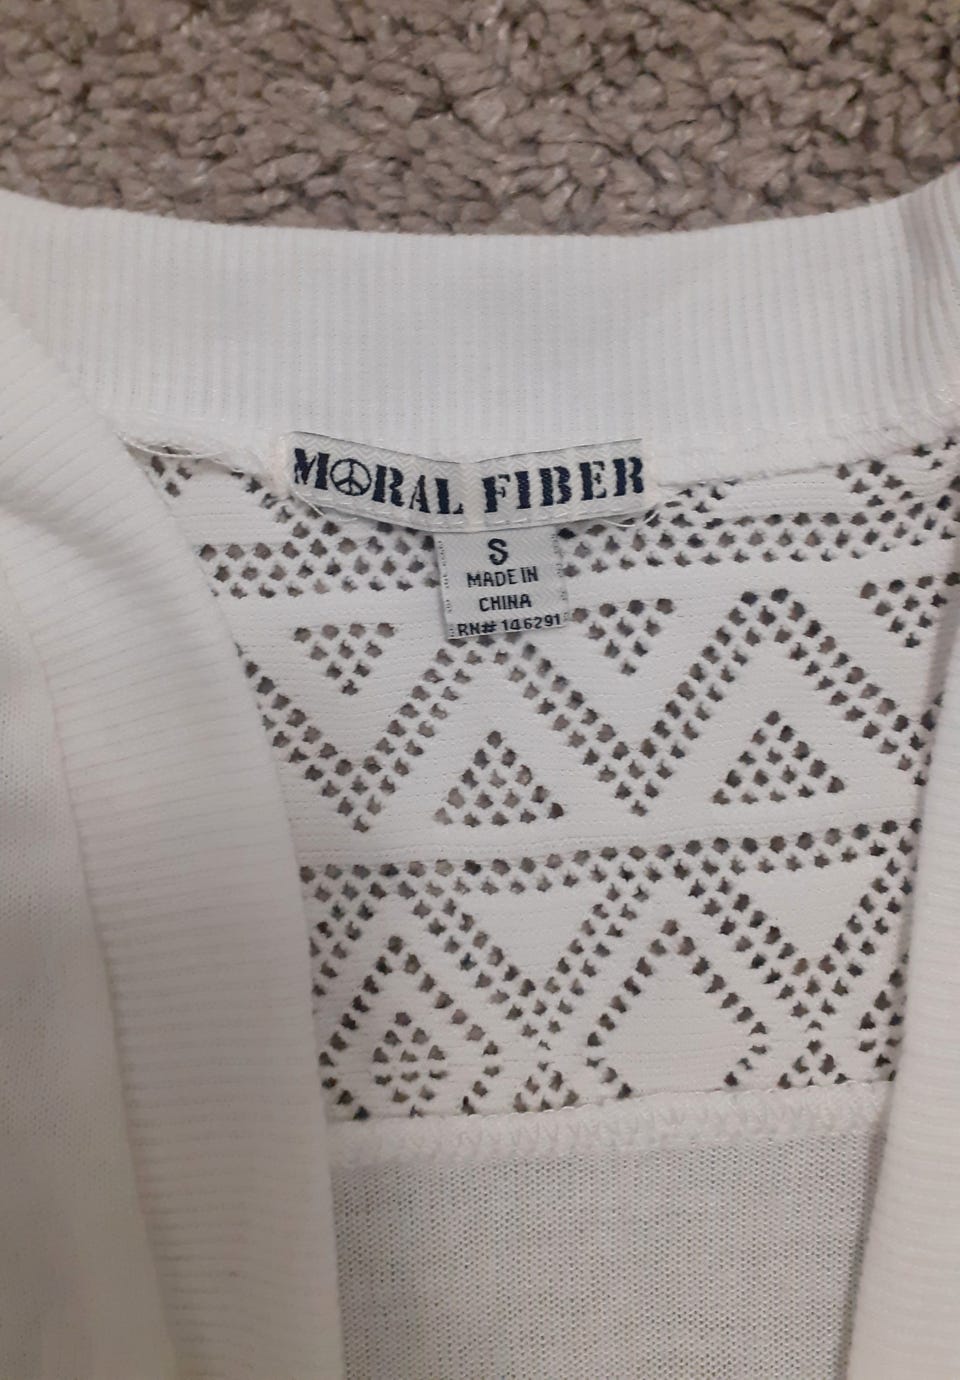 MORAL FIBER
S
MADE IN
CHINA
RN# 146291